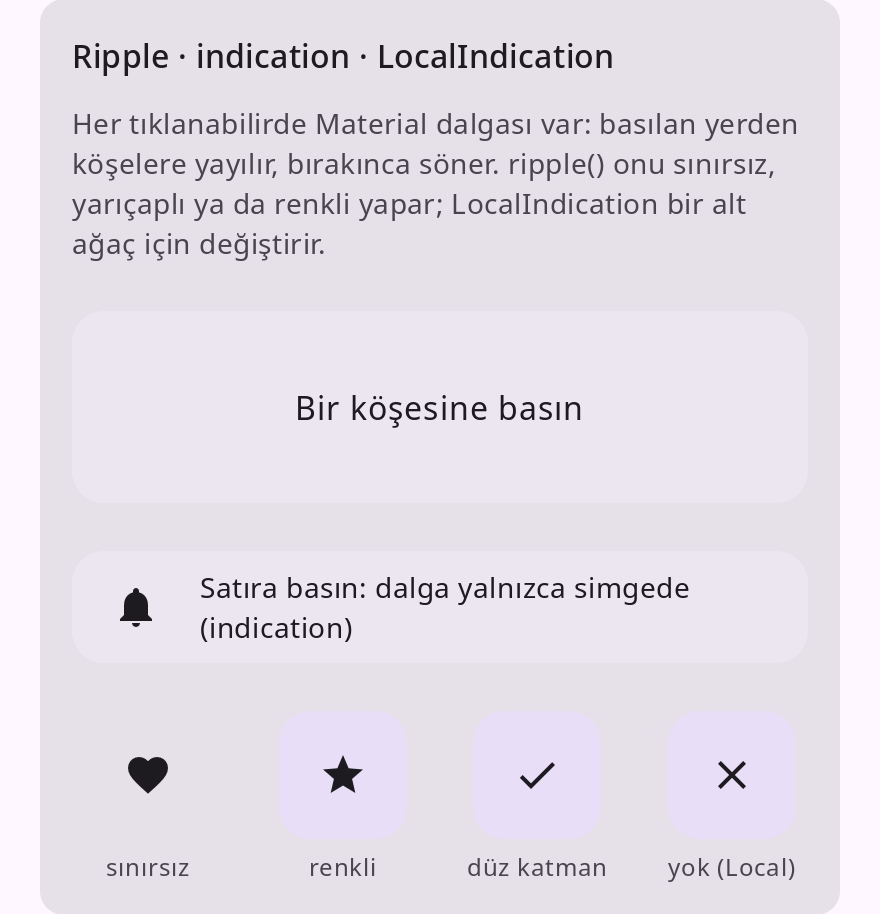 Ripple · indication · LocalIndication
Her tıklanabilirde Material dalgası var: basılan yerden
köşelere yayılır, bırakınca söner. ripple() onu sınırsız,
yarıçaplı ya da renkli yapar; LocalIndication bir alt
ağaç için değiştirir.
Bir köşesine basın
Satıra basın: dalga yalnızca simgede
(indication)
sınırsız
renkli
düz katman
yok (Local)